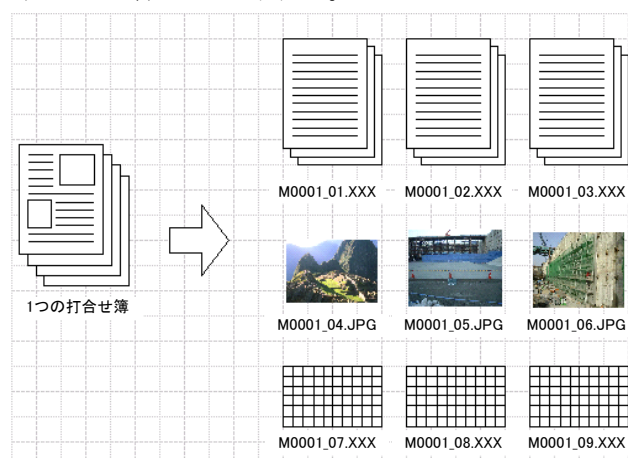 M0001_01.XXX M0001_02.XXX M0001_03.XXX
1つの打合せ簿
M0001_04.JPG M0001_05.JPG M0001_06.JPG
M0001_07.XXX M0001_08.XXX M0001_09.XXX